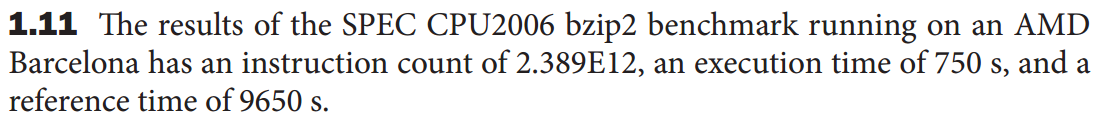 1.11 The results of the SPEC CPU2006 bzip2 benchmark running on an AMD
Barcelona has an instruction count of 2.389E12, an execution time of 750 s, and a
reference time of 9650 s.